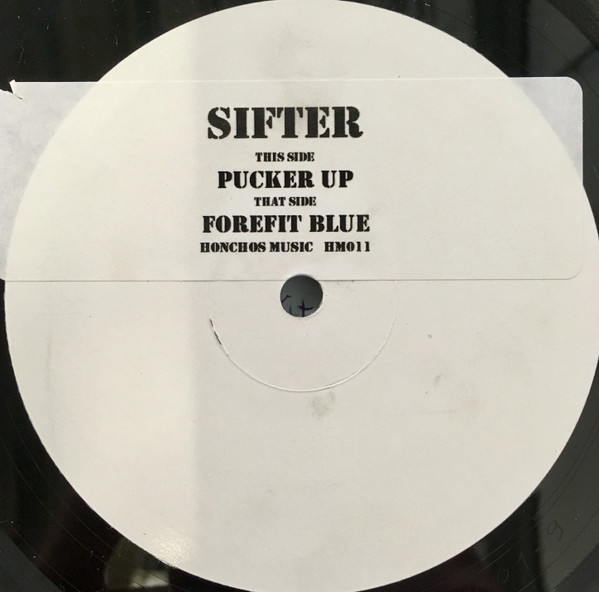 SIFTER
THIS SIDE
PUCKER UP
THAT SIDE
FOREFIT BLUE
HONCHOS MUSIC HM011